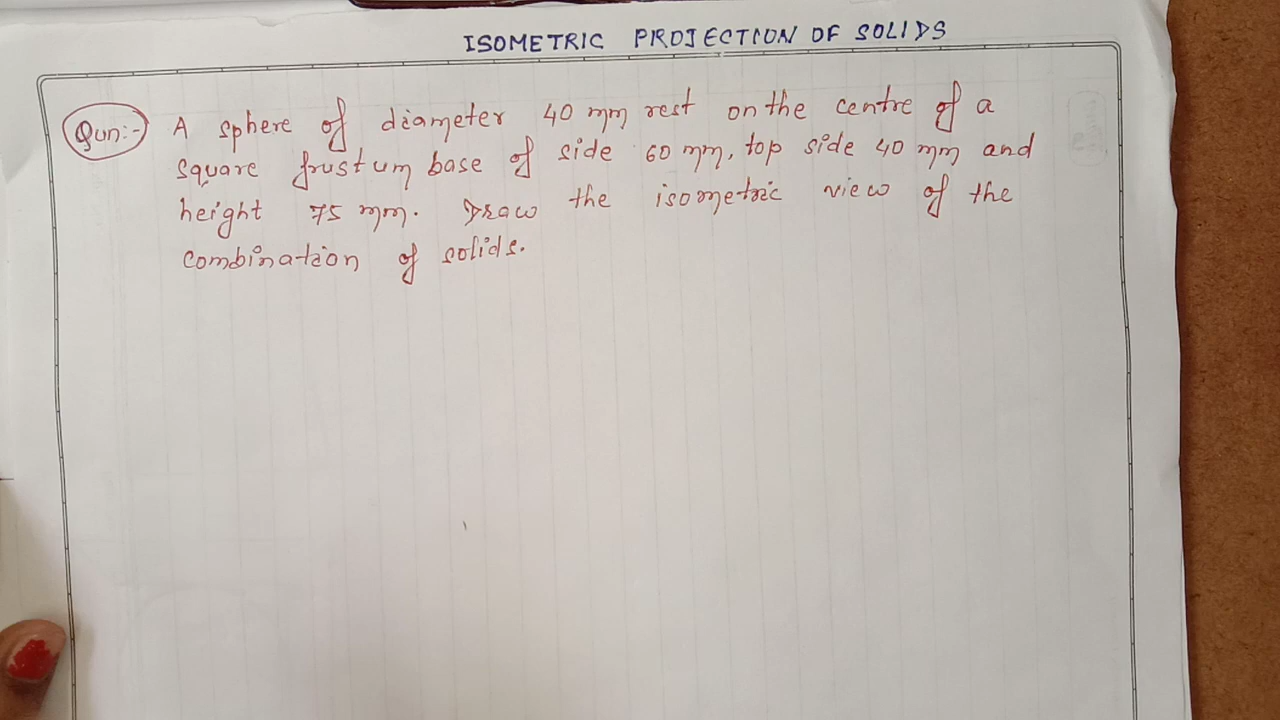 ISOMETRIC PROJECTION OF SOLIDS
Qun:- A sphere of diameter 40 mm rest on the centre of a
square frustum base of side 60 mm, top side 40 mm and
height 75 mm. Draw the isometric view of the
combination of solids.